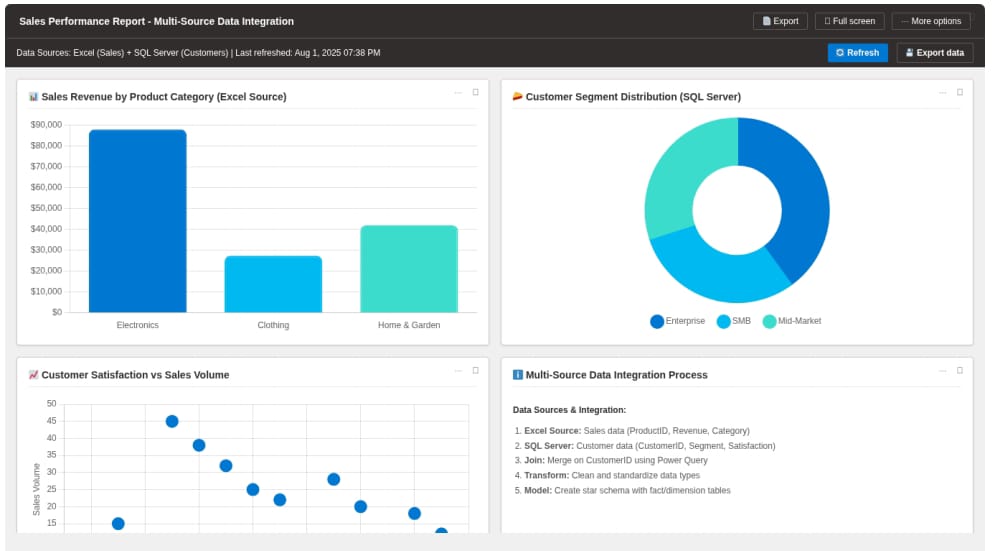 Sales Performance Report - Multi-Source Data Integration
Export
Full screen
More options
Data Sources: Excel (Sales) + SQL Server (Customers) | Last refreshed: Aug 1, 2025 07:38 PM
Refresh
Export data
Sales Revenue by Product Category (Excel Source)
$90,000
$80,000
$70,000
$60,000
$50,000
$40,000
$30,000
$20,000
$10,000
$0
Electronics
Clothing
Home & Garden
Customer Segment Distribution (SQL Server)
Enterprise
SMB
Mid-Market
Customer Satisfaction vs Sales Volume
50
45
40
35
30
25
20
15
Sales Volume
Multi-Source Data Integration Process
Data Sources & Integration:
1. Excel Source: Sales data (ProductID, Revenue, Category)
2. SQL Server: Customer data (CustomerID, Segment, Satisfaction)
3. Join: Merge on CustomerID using Power Query
4. Transform: Clean and standardize data types
5. Model: Create star schema with fact/dimension tables